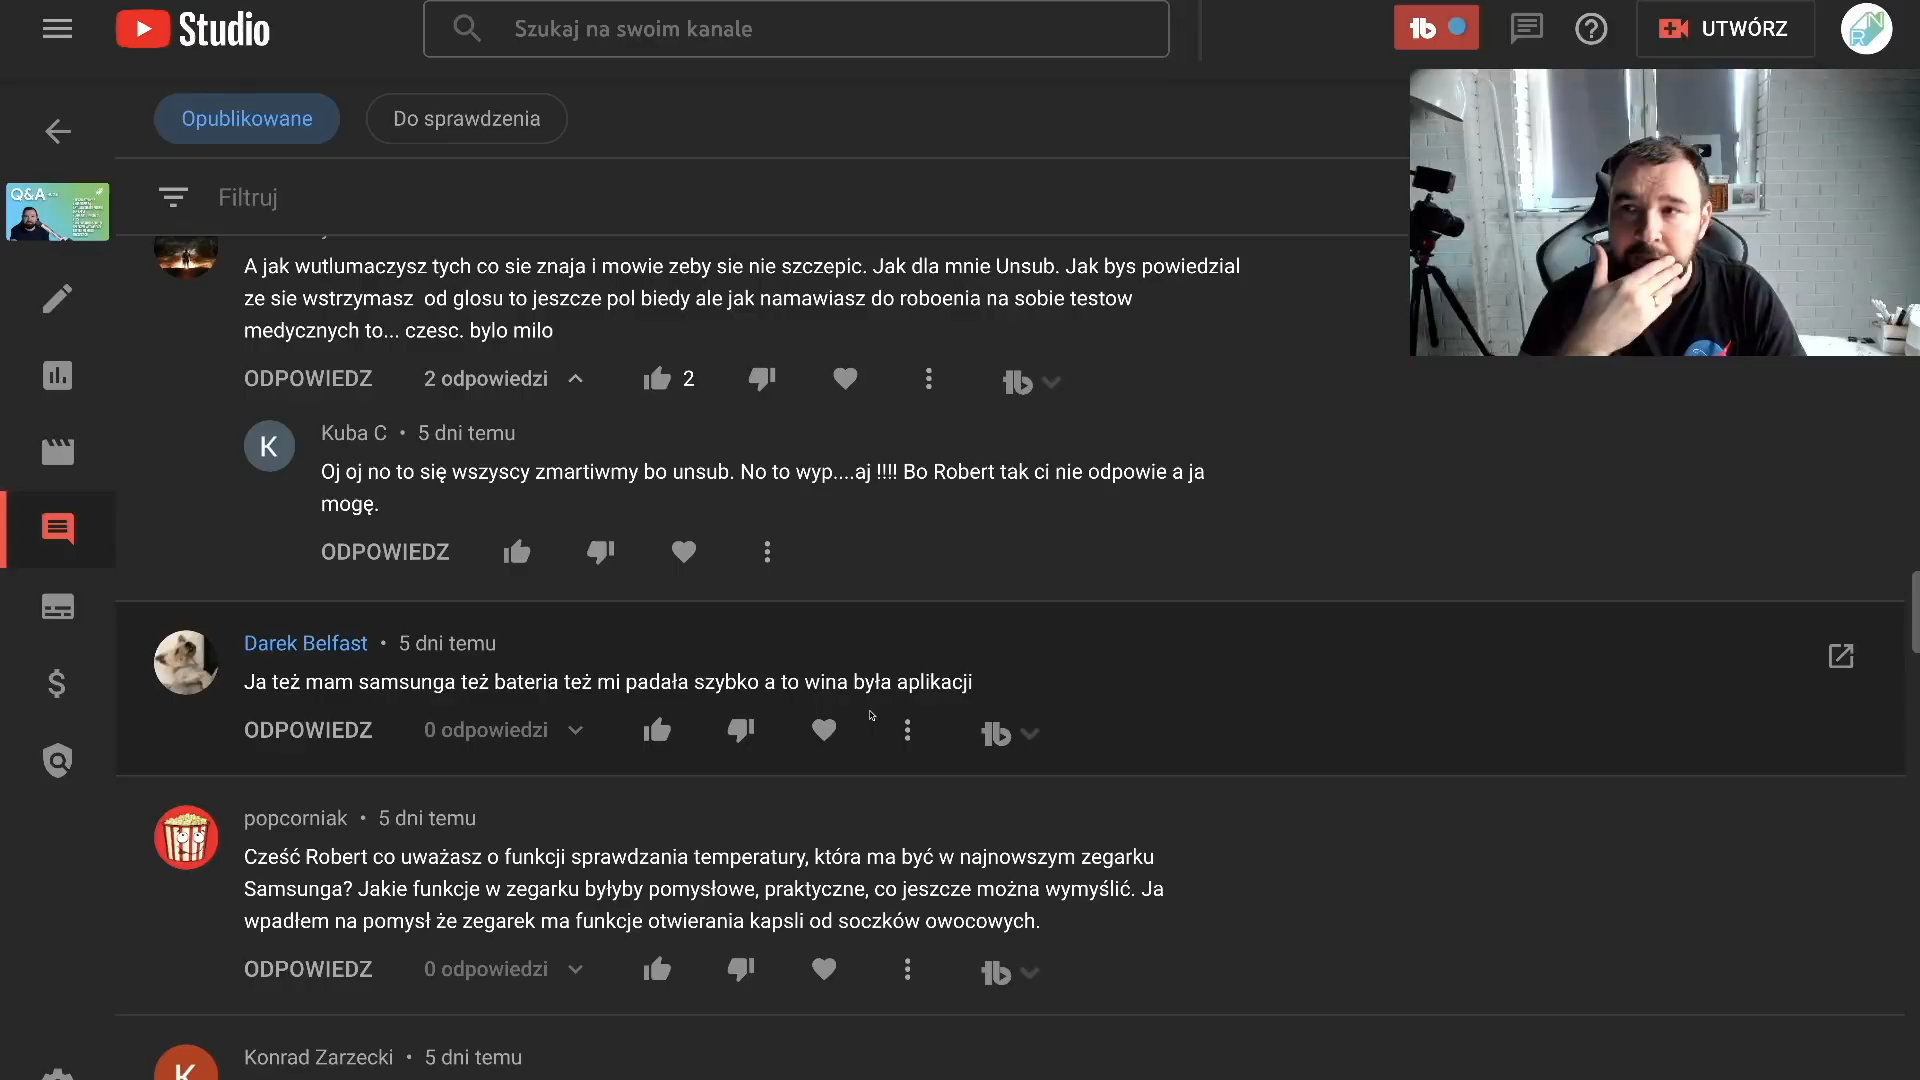 Studio
Szukaj na swoim kanale
UTWÓRZ
Opublikowane
Do sprawdzenia
Filtruj
Q&A
A jak wutlumaczysz tych co sie znaja i mowie zeby sie nie szczepic. Jak dla mnie Unsub. Jak bys powiedzial
ze sie wstrzymasz od glosu to jeszcze pol biedy ale jak namawiasz do roboenia na sobie testow
medycznych to... czesc. bylo milo
ODPOWIEDZ
2 odpowiedzi
2
K
Kuba C • 5 dni temu
Oj oj no to się wszyscy zmartiwmy bo unsub. No to wyp....aj !!!! Bo Robert tak ci nie odpowie a ja
mogę.
ODPOWIEDZ
Darek Belfast • 5 dni temu
Ja też mam samsunga też bateria też mi padała szybko a to wina była aplikacji
ODPOWIEDZ
0 odpowiedzi
popcorniak • 5 dni temu
Cześć Robert co uważasz o funkcji sprawdzania temperatury, która ma być w najnowszym zegarku
Samsunga? Jakie funkcje w zegarku byłyby pomysłowe, praktyczne, co jeszcze można wymyślić. Ja
wpadłem na pomysł że zegarek ma funkcje otwierania kapsli od soczków owocowych.
ODPOWIEDZ
0 odpowiedzi
K
Konrad Zarzecki • 5 dni temu